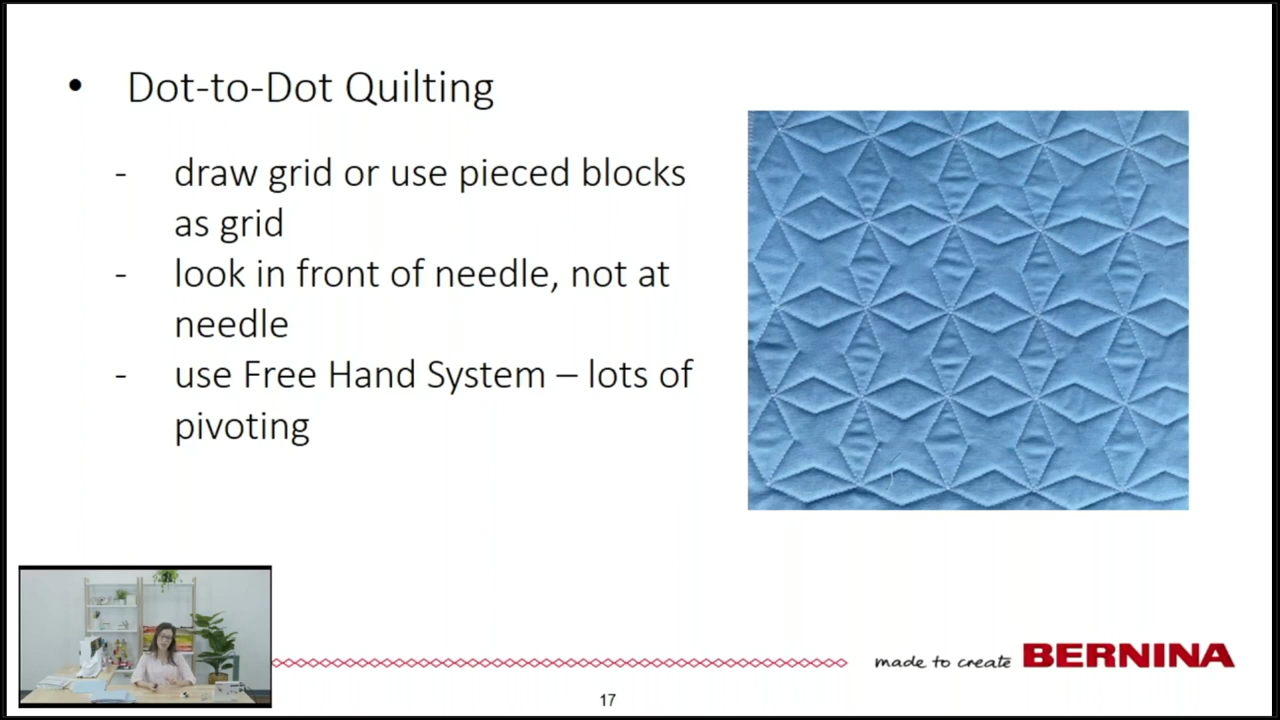 • Dot-to-Dot Quilting
- draw grid or use pieced blocks
as grid
- look in front of needle, not at
needle
- use Free Hand System – lots of
pivoting
made to create BERNINA
17